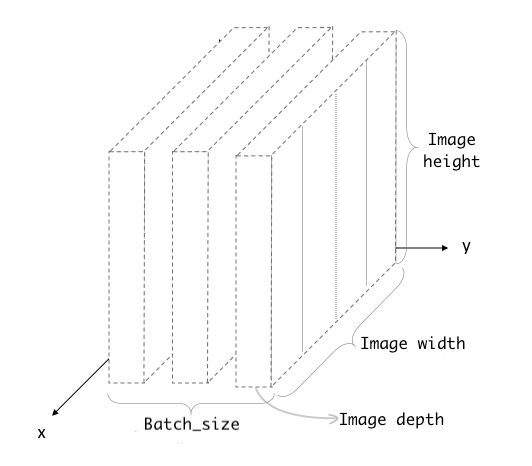 Image
height
y
Image width
Batch_size
Image depth
x